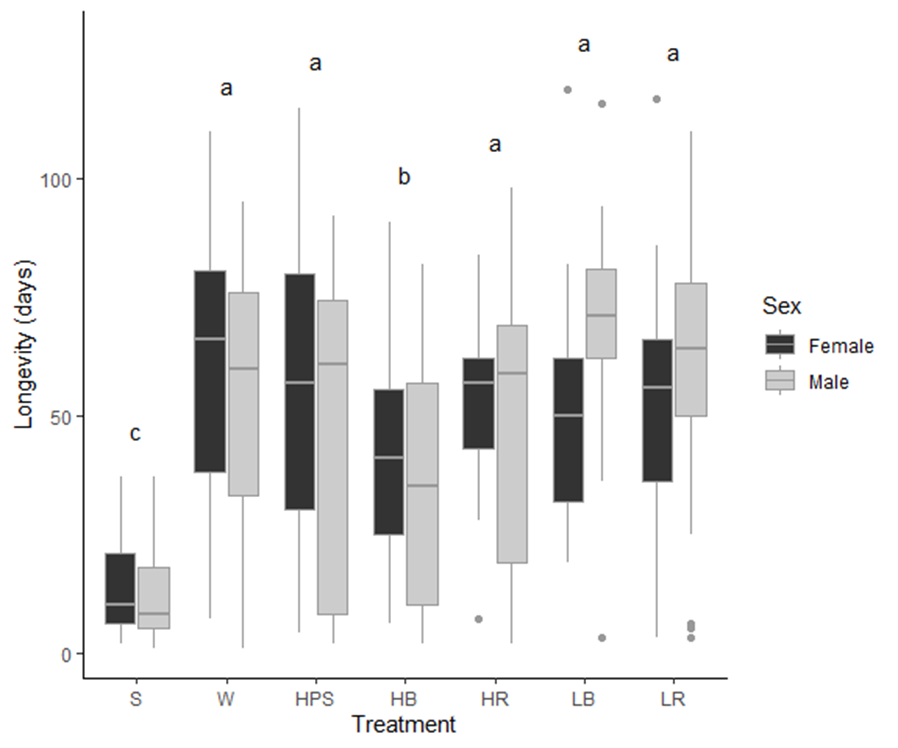 a
a
a
a
a
b
c
100
50
0
Longevity (days)
S W HPS HB HR LB LR
Treatment
Sex
Female
Male